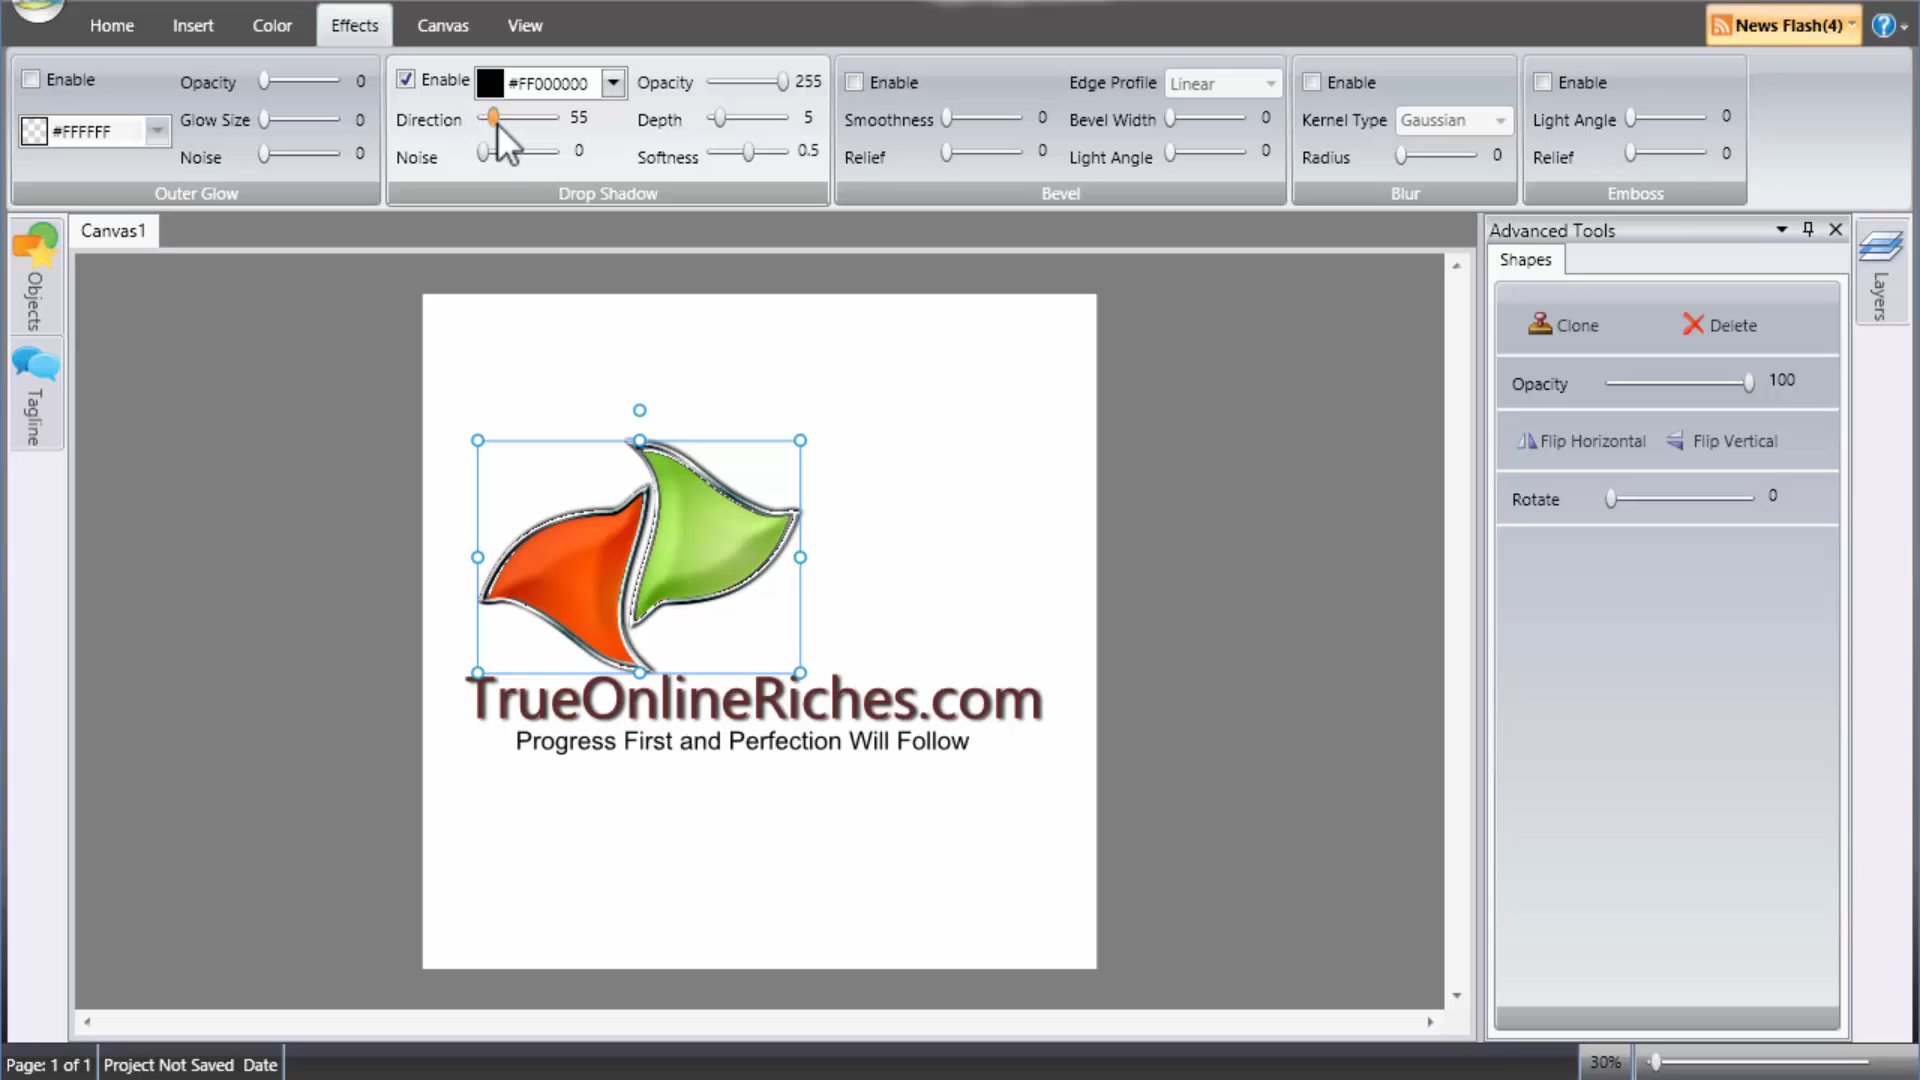 Home Insert Color Effects Canvas View News Flash(4)
Enable Opacity 0
#FFFFFF Glow Size 0
Noise 0
Outer Glow
Enable #FF000000 Opacity 255
Direction 55 Depth 5
Noise 0 Softness 0.5
Drop Shadow
Enable Edge Profile Linear
Smoothness 0 Bevel Width 0
Relief 0 Light Angle 0
Bevel
Enable
Kernel Type Gaussian
Radius 0
Blur
Enable
Light Angle 0
Relief 0
Emboss
Objects
Tagline
Canvas1
TrueOnlineRiches.com
Progress First and Perfection Will Follow
Advanced Tools
Shapes
Clone Delete
Opacity 100
Flip Horizontal Flip Vertical
Rotate 0
Layers
Page: 1 of 1 Project Not Saved Date 30%